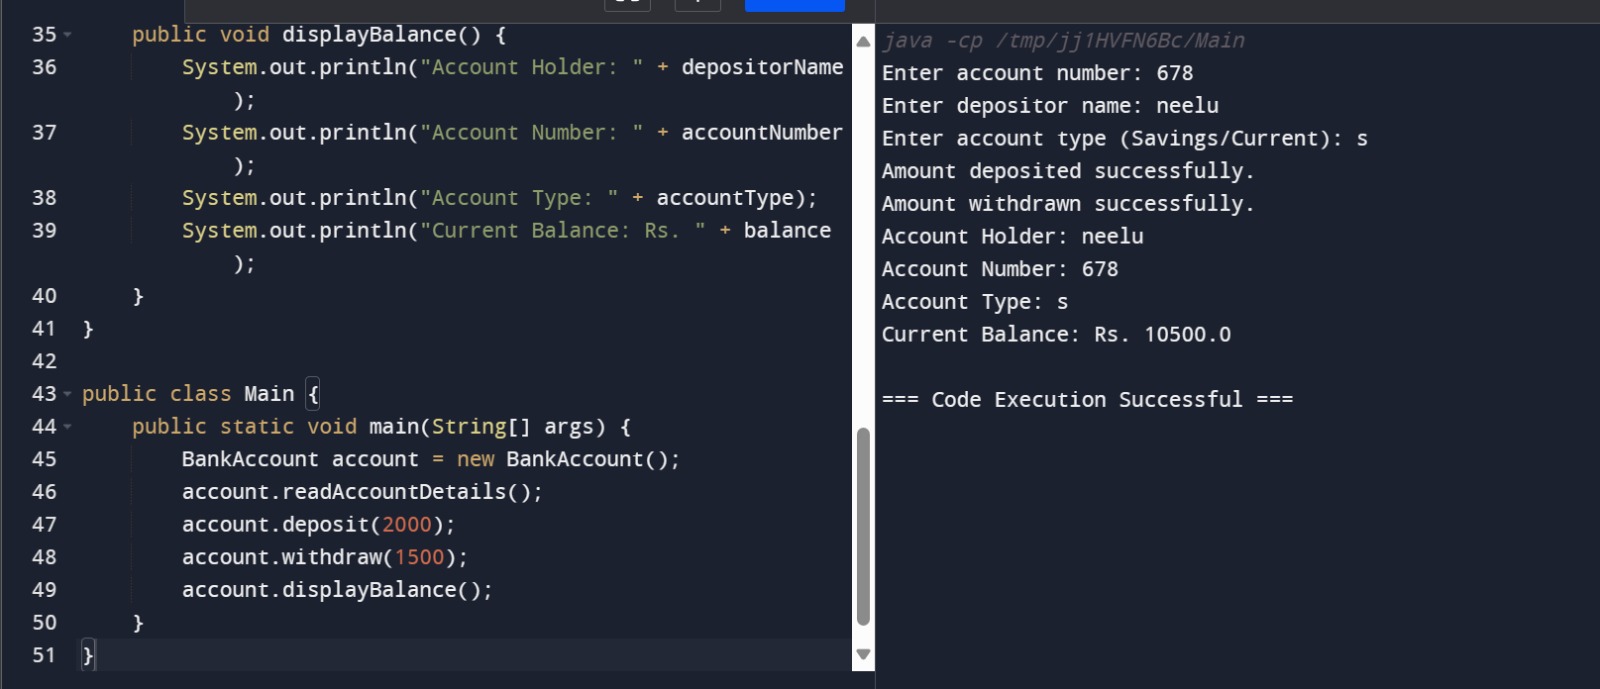 35 public void displayBalance() {
36 System.out.println("Account Holder: " + depositorName
);
37 System.out.println("Account Number: " + accountNumber
);
38 System.out.println("Account Type: " + accountType);
39 System.out.println("Current Balance: Rs. " + balance
);
40 }
41 }
42
43 public class Main {
44 public static void main(String[] args) {
45 BankAccount account = new BankAccount();
46 account.readAccountDetails();
47 account.deposit(2000);
48 account.withdraw(1500);
49 account.displayBalance();
50 }
51 }
java -cp /tmp/jj1HVFN6Bc/Main
Enter account number: 678
Enter depositor name: neelu
Enter account type (Savings/Current): s
Amount deposited successfully.
Amount withdrawn successfully.
Account Holder: neelu
Account Number: 678
Account Type: s
Current Balance: Rs. 10500.0
=== Code Execution Successful ===